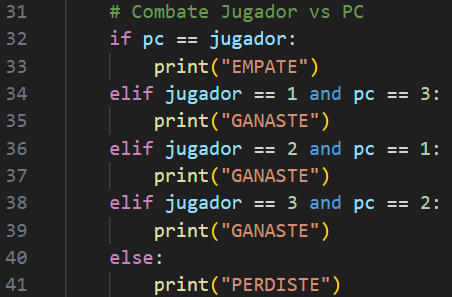 31 # Combate Jugador vs PC
32 if pc == jugador:
33 print("EMPATE")
34 elif jugador == 1 and pc == 3:
35 print("GANASTE")
36 elif jugador == 2 and pc == 1:
37 print("GANASTE")
38 elif jugador == 3 and pc == 2:
39 print("GANASTE")
40 else:
41 print("PERDISTE")